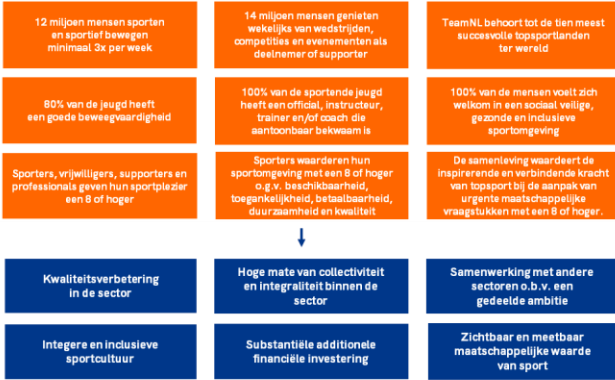 12 miljoen mensen sporten
en sportief bewegen
minimaal 3x per week
14 miljoen mensen genieten
wekelijks van wedstrijden,
competities en evenementen als
deelnemer of supporter
TeamNL behoort tot de tien meest
succesvolle topsportlanden
ter wereld
80% van de jeugd heeft
een goede beweegvaardigheid
100% van de sportende jeugd
heeft een official, instructeur,
trainer en/of coach die
aantoonbaar bekwaam is
100% van de mensen voelt zich
welkom in een sociaal veilige,
gezonde en inclusieve
sportomgeving
Sporters, vrijwilligers, supporters en
professionals geven hun sportplezier
een 8 of hoger
Sporters waarderen hun
sportomgeving met een 8 of hoger
o.g.v. beschikbaarheid,
toegankelijkheid, betaalbaarheid,
duurzaamheid en kwaliteit
De samenleving waardeert de
inspirerende en verbindende kracht
van topsport bij de aanpak van
urgente maatschappelijke
vraagstukken met een 8 of hoger.
Kwaliteitsverbetering
in de sector
Hoge mate van collectiviteit
en integraliteit binnen de
sector
Samenwerking met andere
sectoren o.b.v. een
gedeelde ambitie
Integere en inclusieve
sportcultuur
Substantiële additionele
financiële investering
Zichtbaar en meetbaar
maatschappelijke waarde
van sport